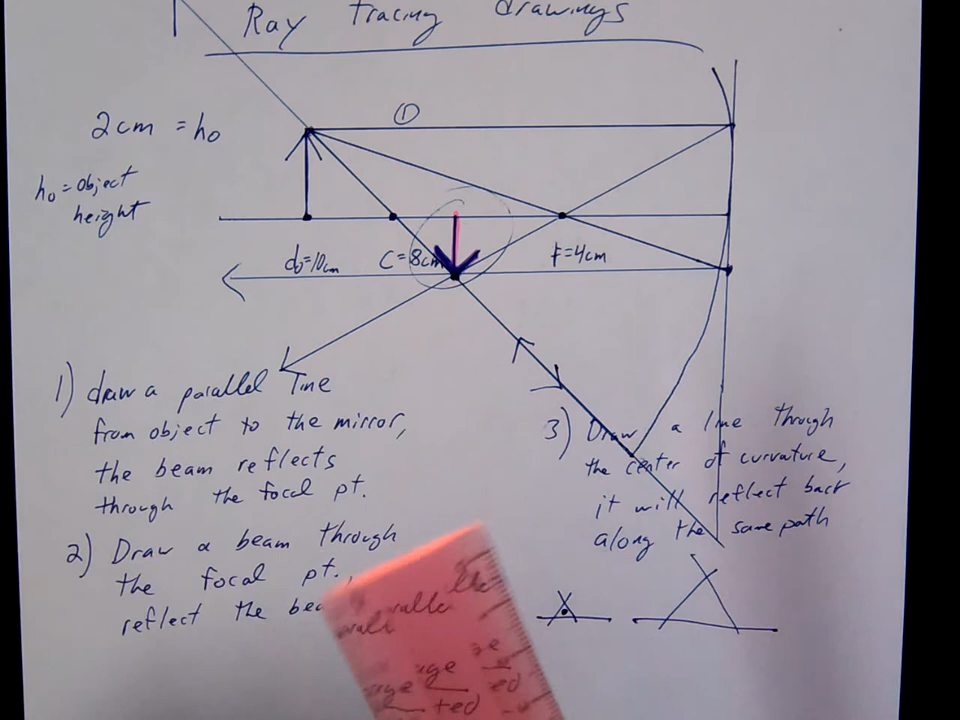 Ray tracing drawings
①
2cm = ho
ho = Object
height
do=10cm C=8cm F=4cm
1) draw a parallel line
from object to the mirror,
the beam reflects
through the focal pt.
2) Draw a beam through
the focal pt.,
reflect the
3) Draw a line through
the center of curvature,
it will reflect back
along the same path